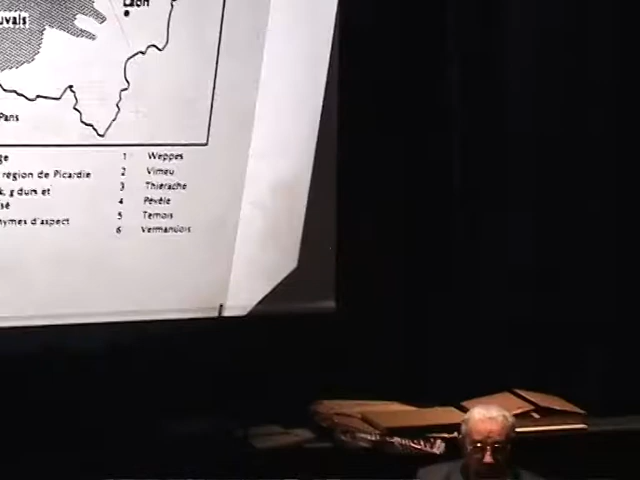 Laon
uvais
Paris
ge
région de Picardie
k, g durs et
sé
nymes d'aspect
1 Weppes
2 Vimeu
3 Thiérache
4 Pévèle
5 Ternois
6 Vermandois